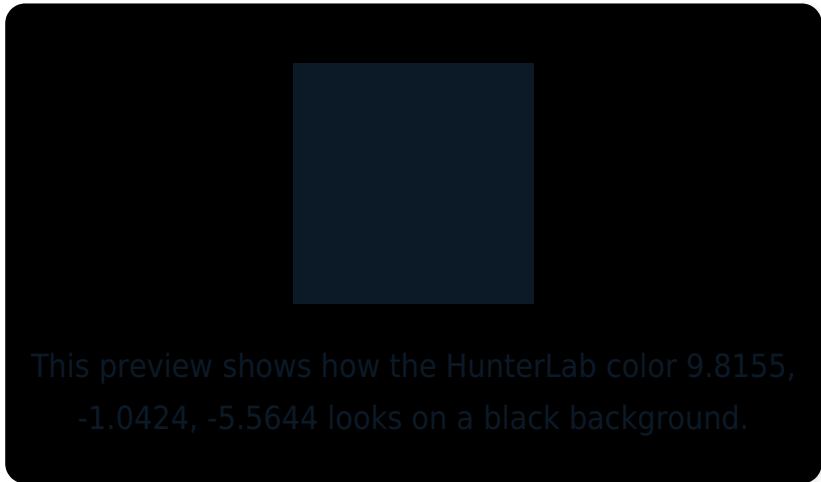 This preview shows how the HunterLab color 9.8155,
-1.0424, -5.5644 looks on a black background.